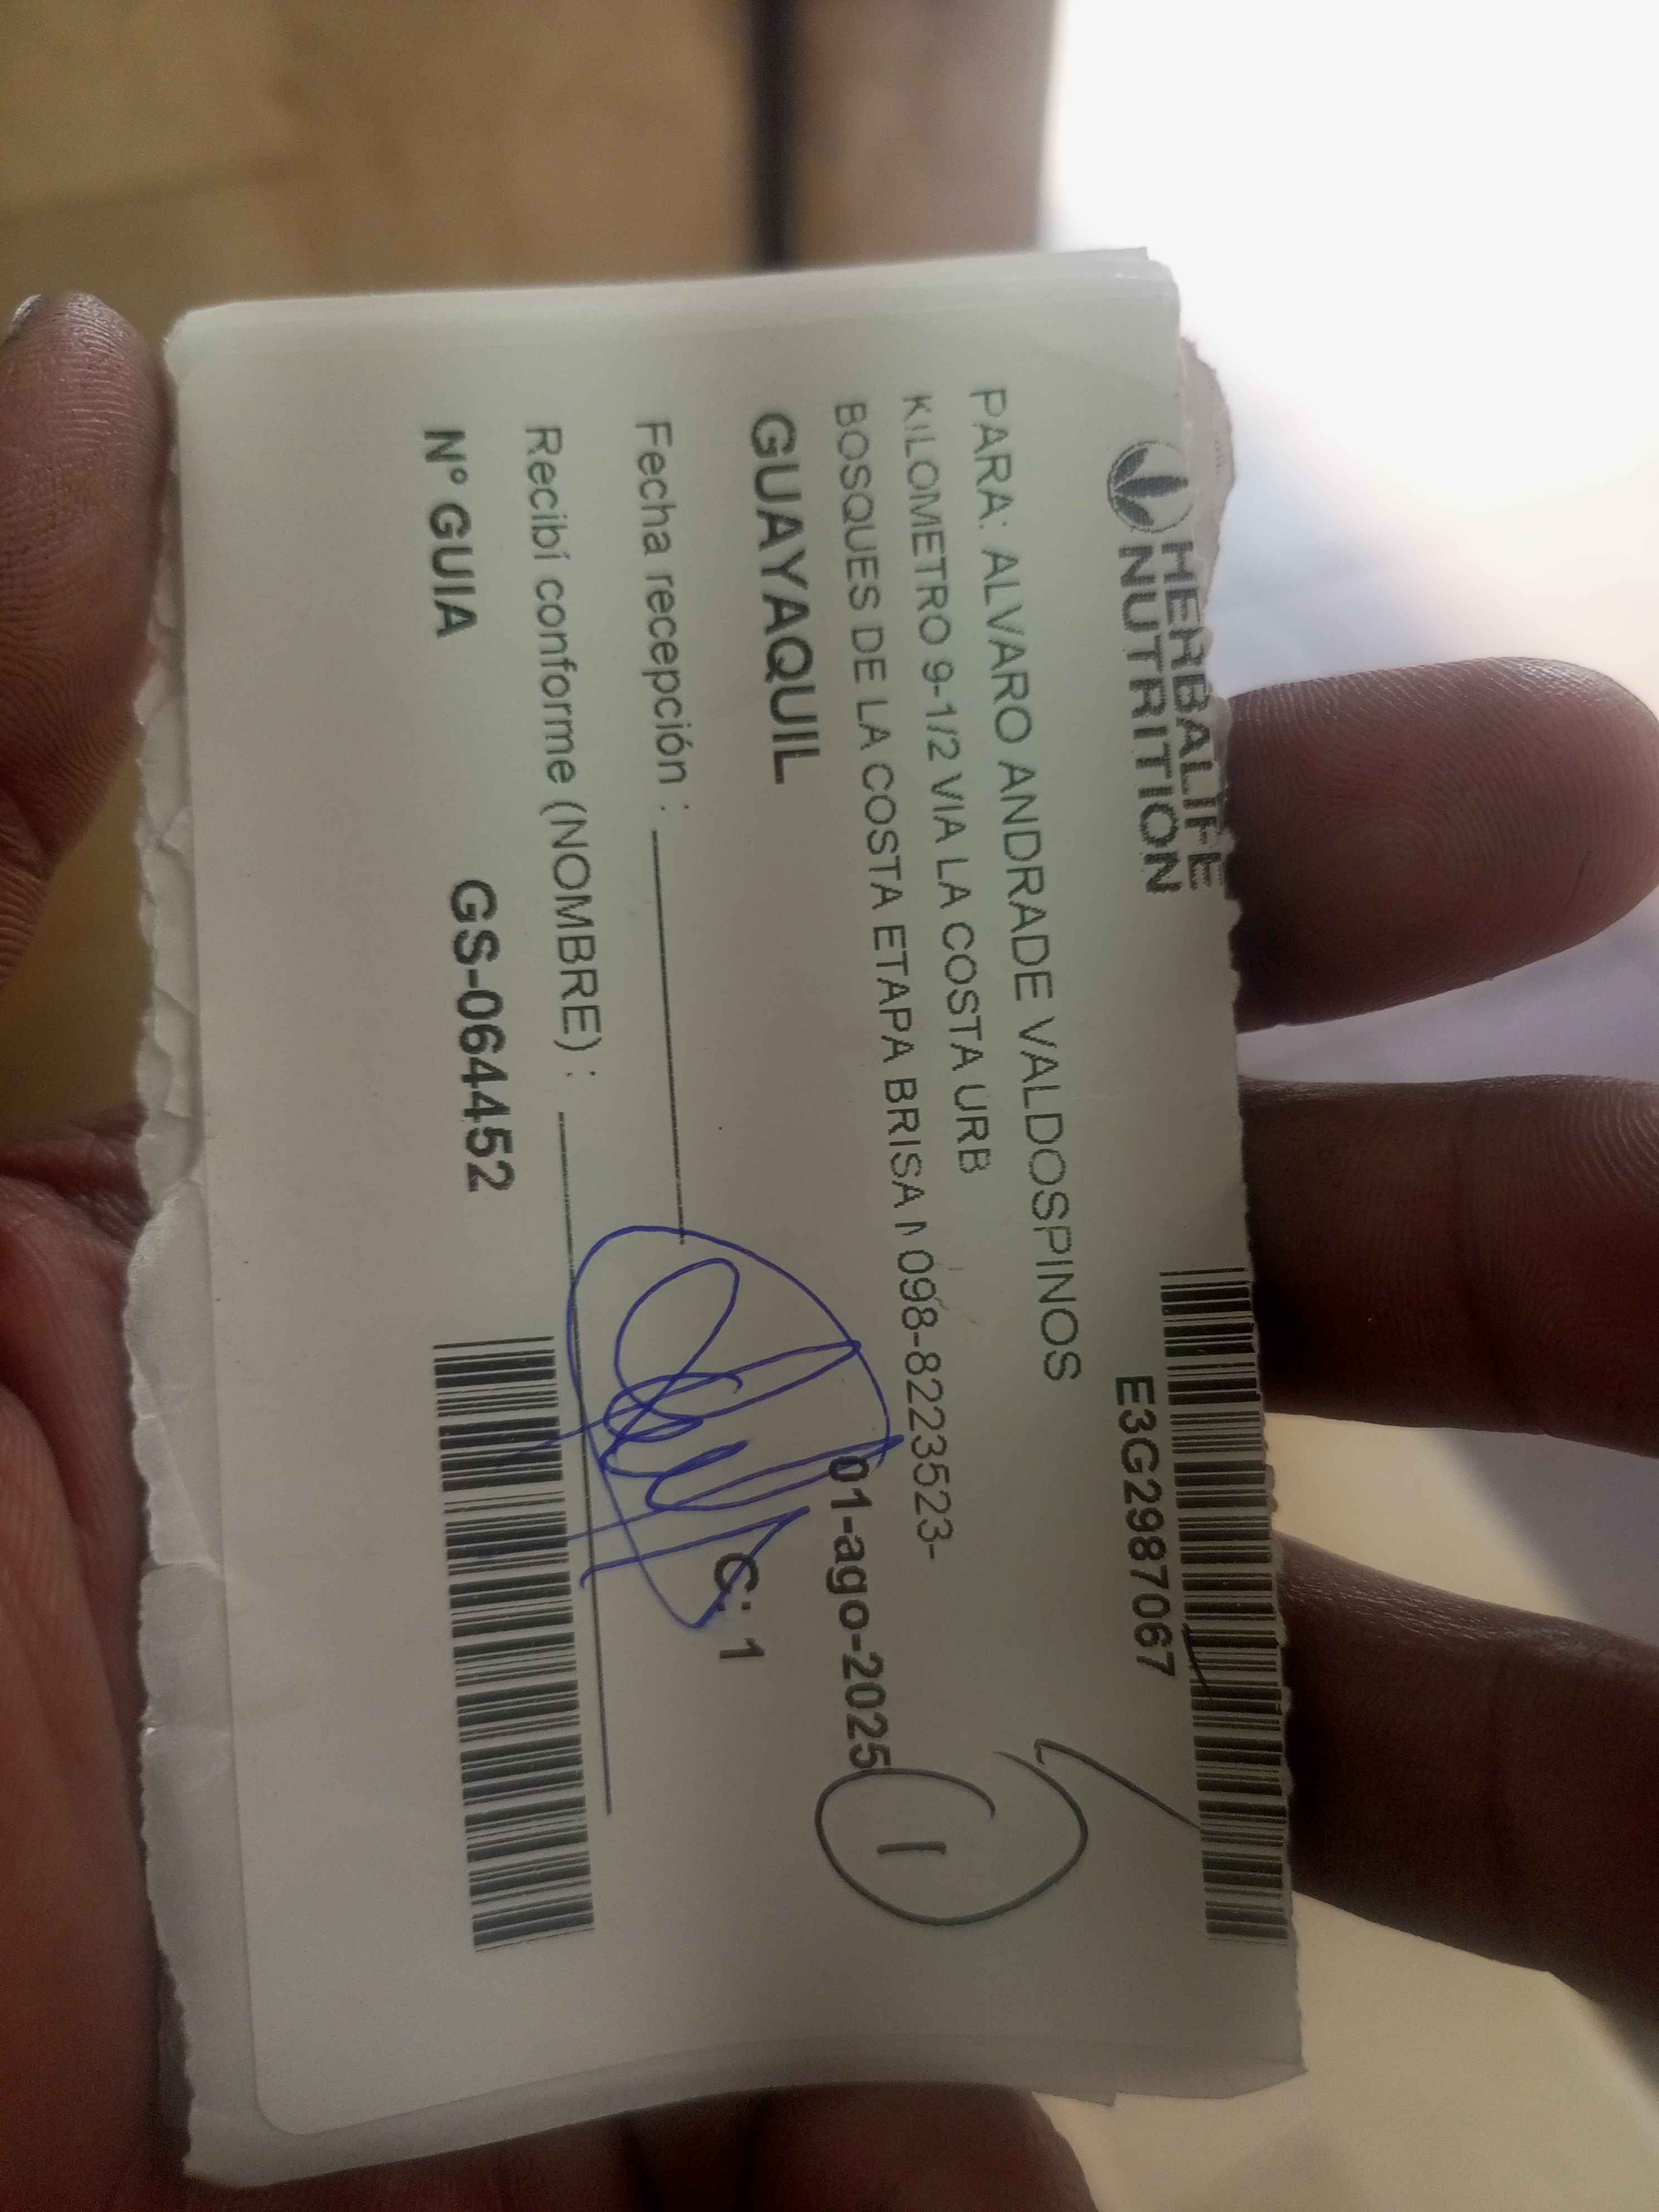 HERBALIFE
NUTRITION
E3G2987067
PARA: ALVARO ANDRADE VALDOSPINOS
KILOMETRO 9-1/2 VIA LA COSTA URB
BOSQUES DE LA COSTA ETAPA BRISA 098-8223523-
GUAYAQUIL
01-ago-2025
1
Fecha recepción :
C: 1
Recibí conforme (NOMBRE) :
N° GUIA GS-064452